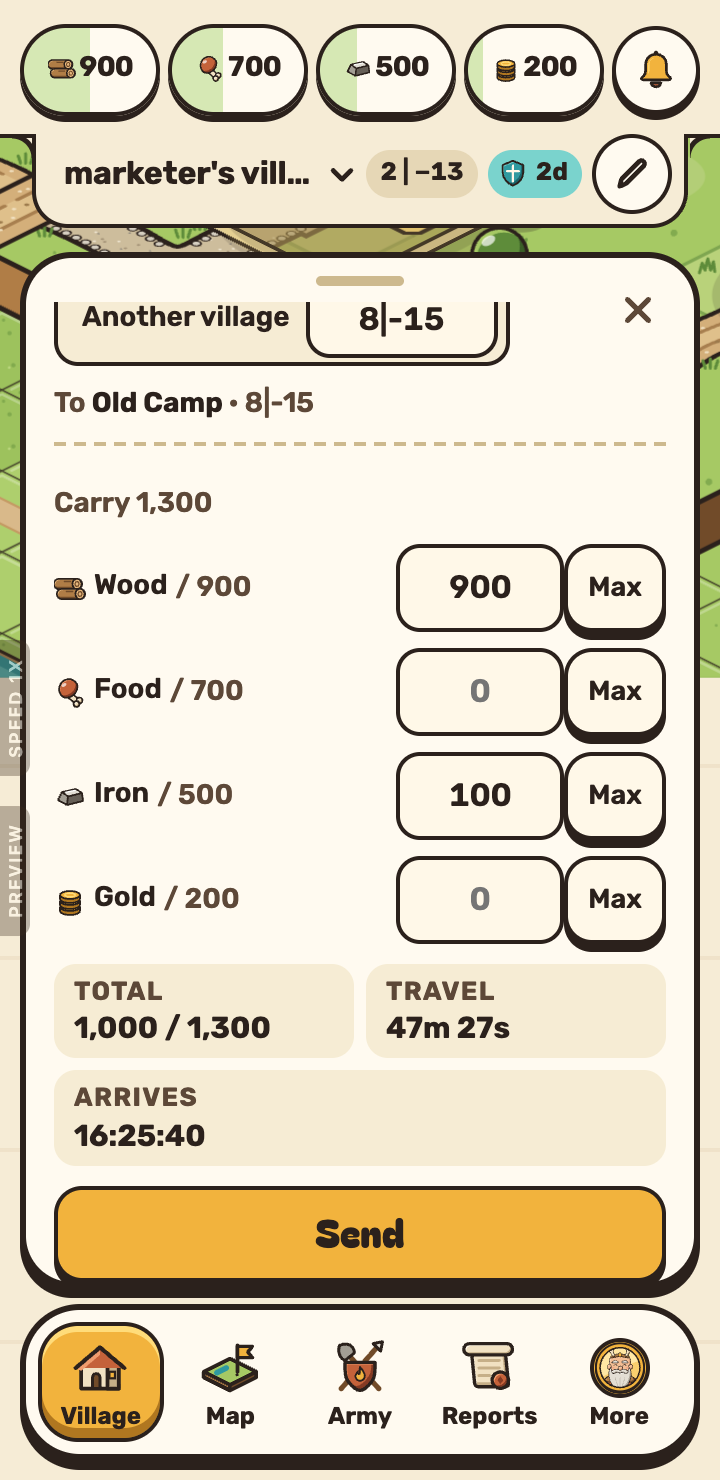 900 700 500 200
marketer's vill... 2|−13 2d
Another village 8|-15
To Old Camp • 8|-15
Carry 1,300
Wood / 900 900 Max
Food / 700 0 Max
Iron / 500 100 Max
Gold / 200 0 Max
SPEED 1X
PREVIEW
TOTAL
1,000 / 1,300
TRAVEL
47m 27s
ARRIVES
16:25:40
Send
Village Map Army Reports More